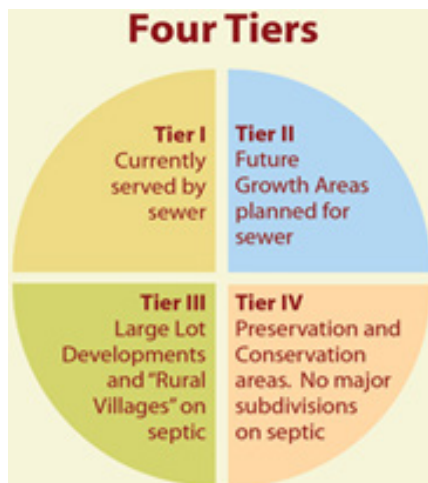 Four Tiers
Tier I
Currently
served by
sewer
Tier II
Future
Growth Areas
planned for
sewer
Tier III
Large Lot
Developments
and "Rural
Villages" on
septic
Tier IV
Preservation and
Conservation
areas. No major
subdivisions
on septic